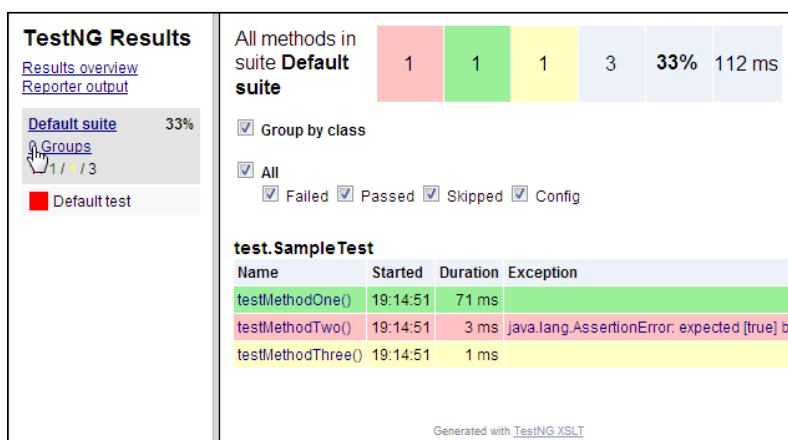 TestNG Results
Results overview
Reporter output
Default suite 33%
0 Groups
1 / 1 / 3
Default test
All methods in
suite Default
suite
1 1 1 3 33% 112 ms
Group by class
All
Failed Passed Skipped Config
test.SampleTest
Name Started Duration Exception
testMethodOne() 19:14:51 71 ms
testMethodTwo() 19:14:51 3 ms java.lang.AssertionError: expected [true] b
testMethodThree() 19:14:51 1 ms
Generated with TestNG XSLT